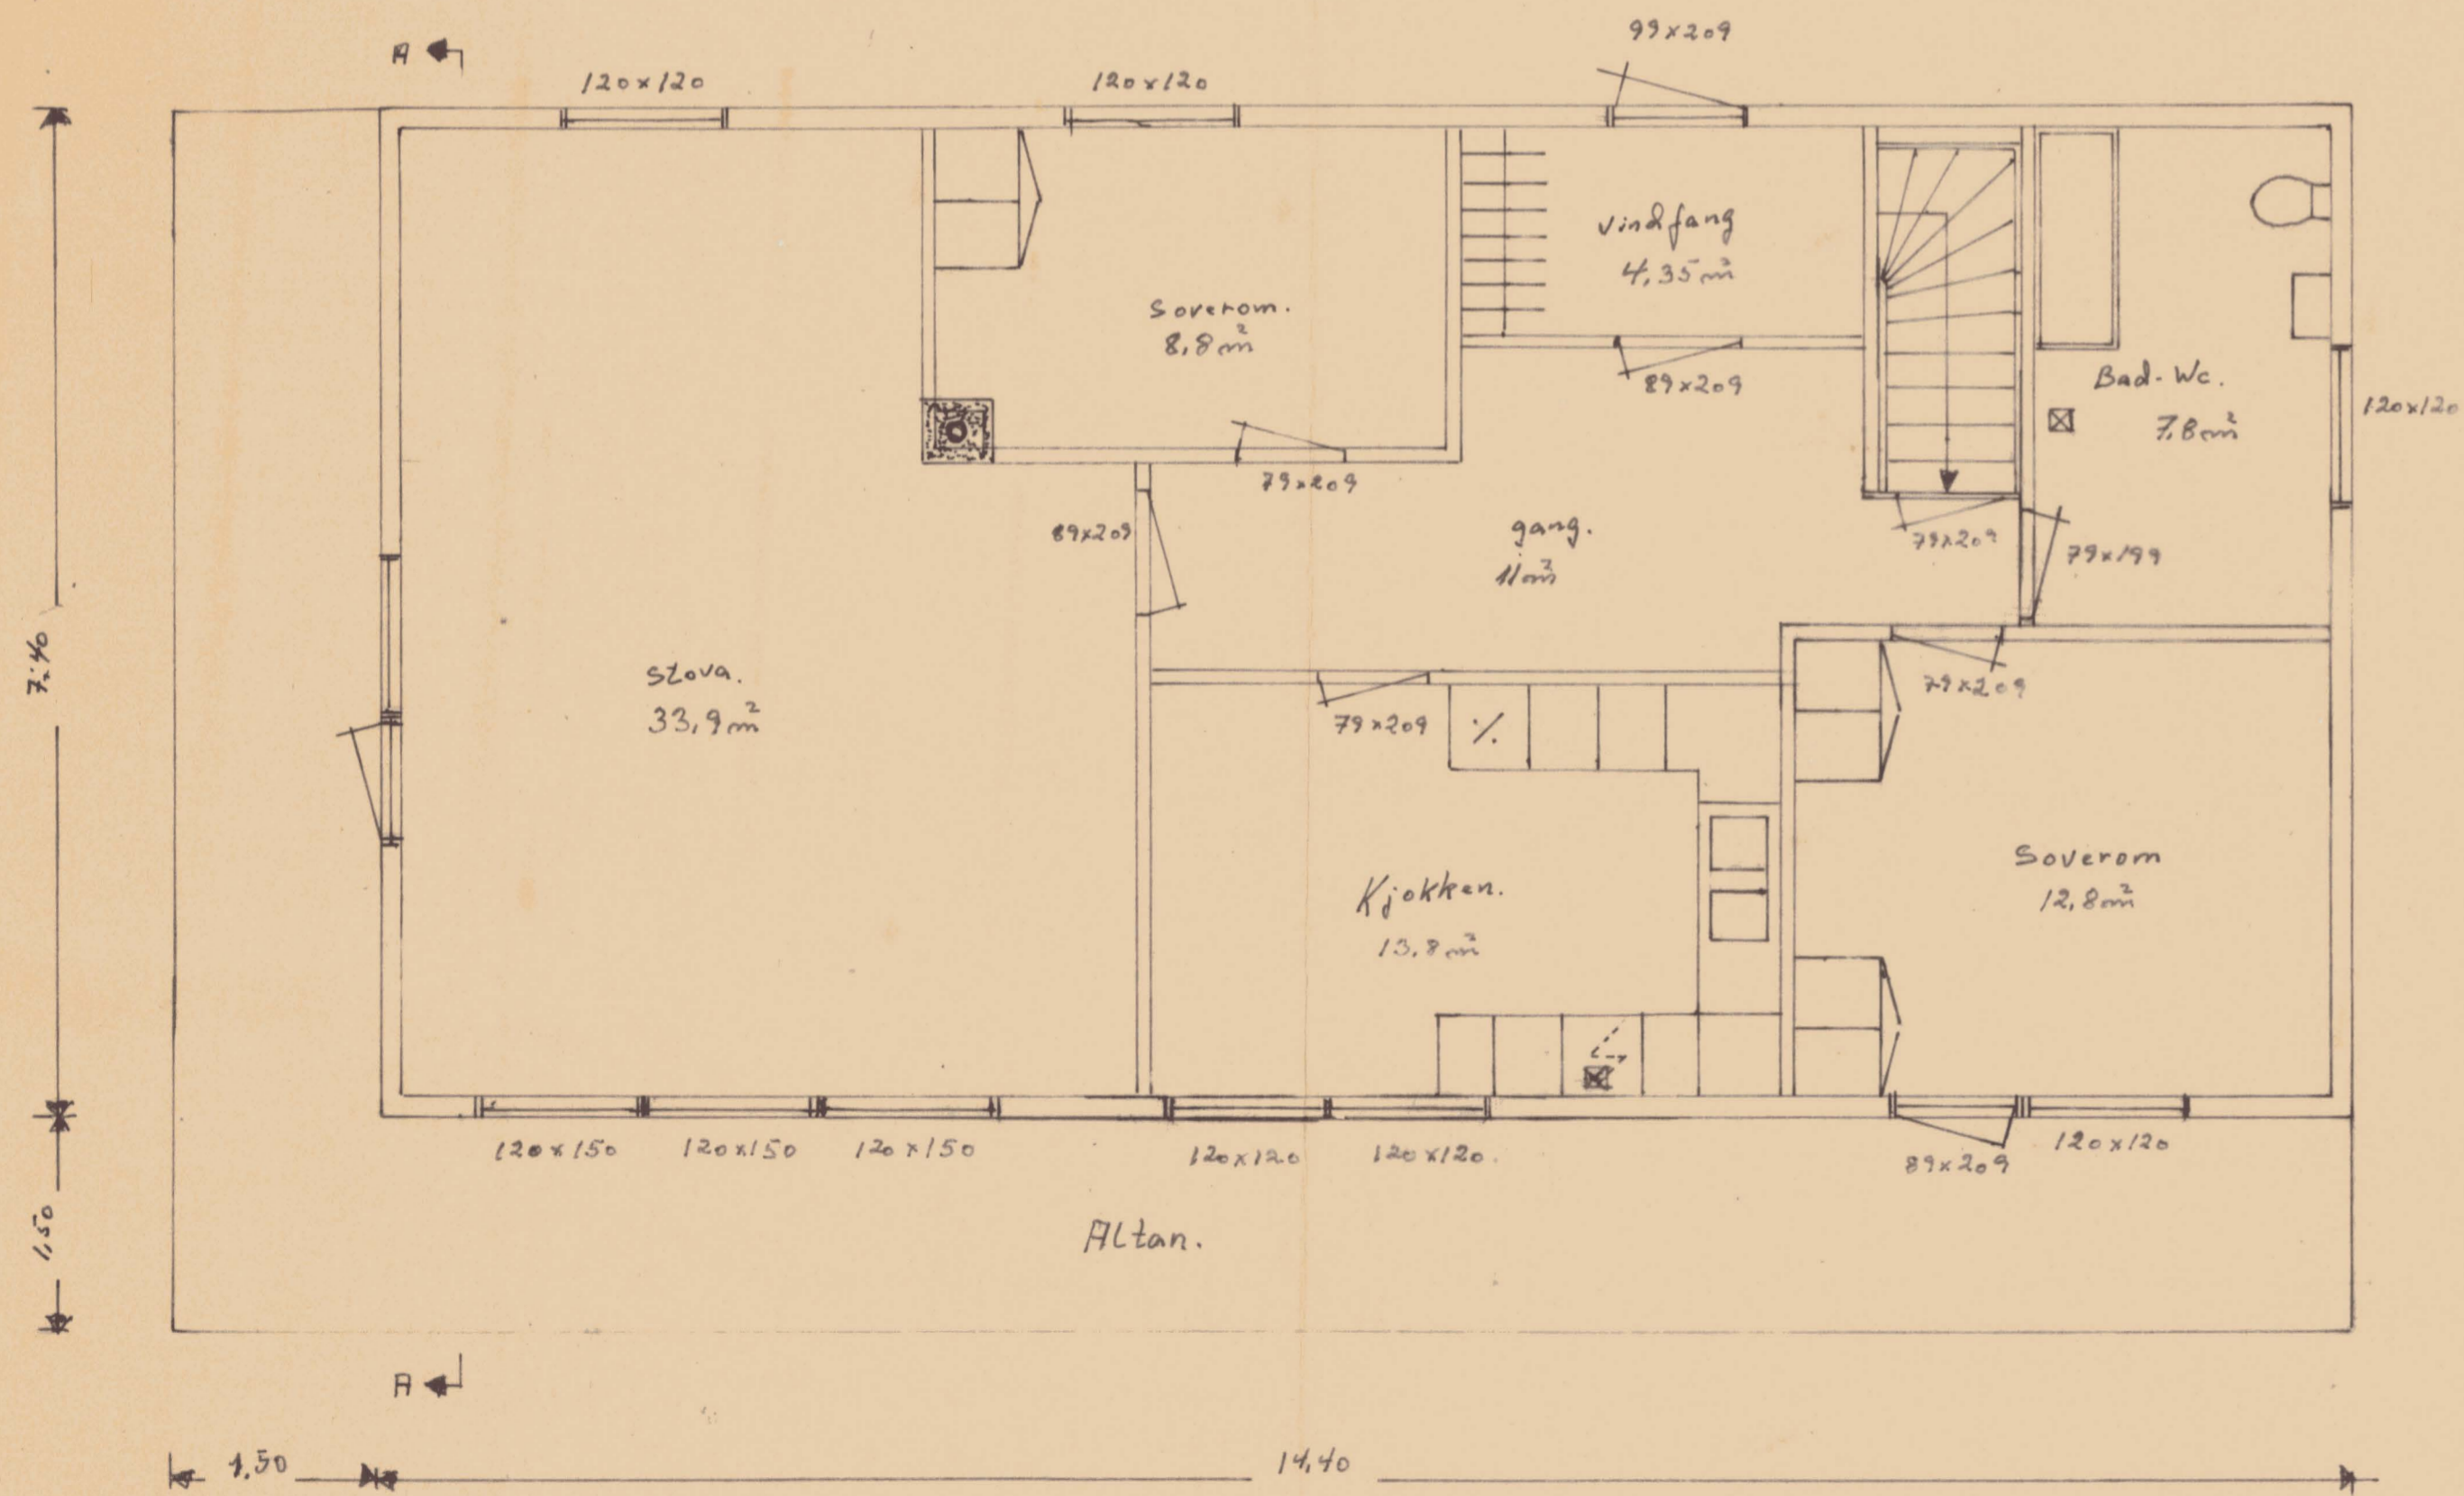 A
120x120
120x120
99x209
vindfang
4,35m²
Soverom.
8,8m²
89x209
Bad-Wc.
7,8m²
120x120
79x209
89x209
gang.
11m²
79x209
79x199
7.40
stova.
33,9m²
79x209
79x209
Kjokken.
13,8m²
Soverom
12,8m²
120x150
120x150
120x150
120x120
120x120.
89x209
120x120
1,50
Altan.
A
1.50
14,40